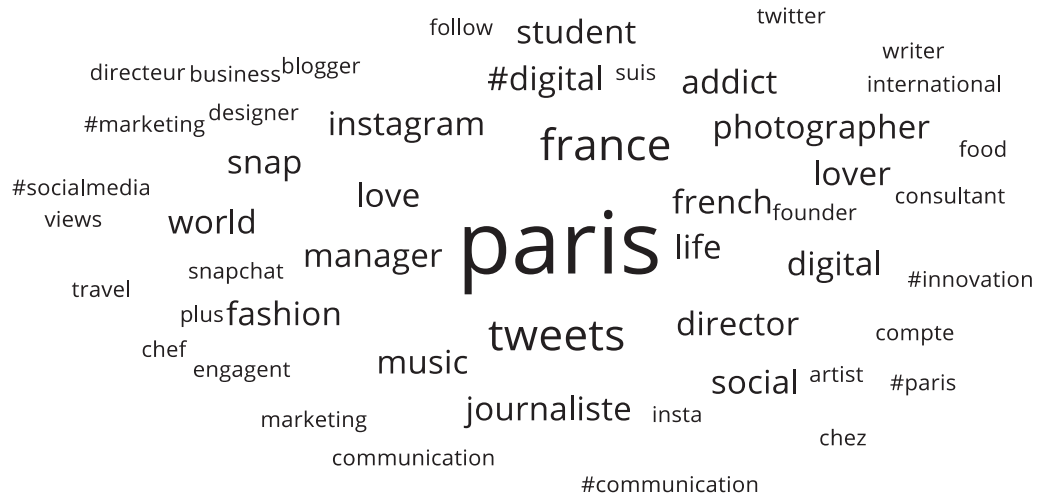 twitter
follow
student
writer
directeur business blogger
#digital suis addict international
#marketing designer
instagram
france photographer
food
snap
lover
#socialmedia
love
french founder consultant
views
world
paris
manager
life
digital
snapchat
#innovation
travel
plus fashion
tweets director
compte
chef
music
engagent
social artist #paris
marketing
journaliste insta
chez
communication
#communication